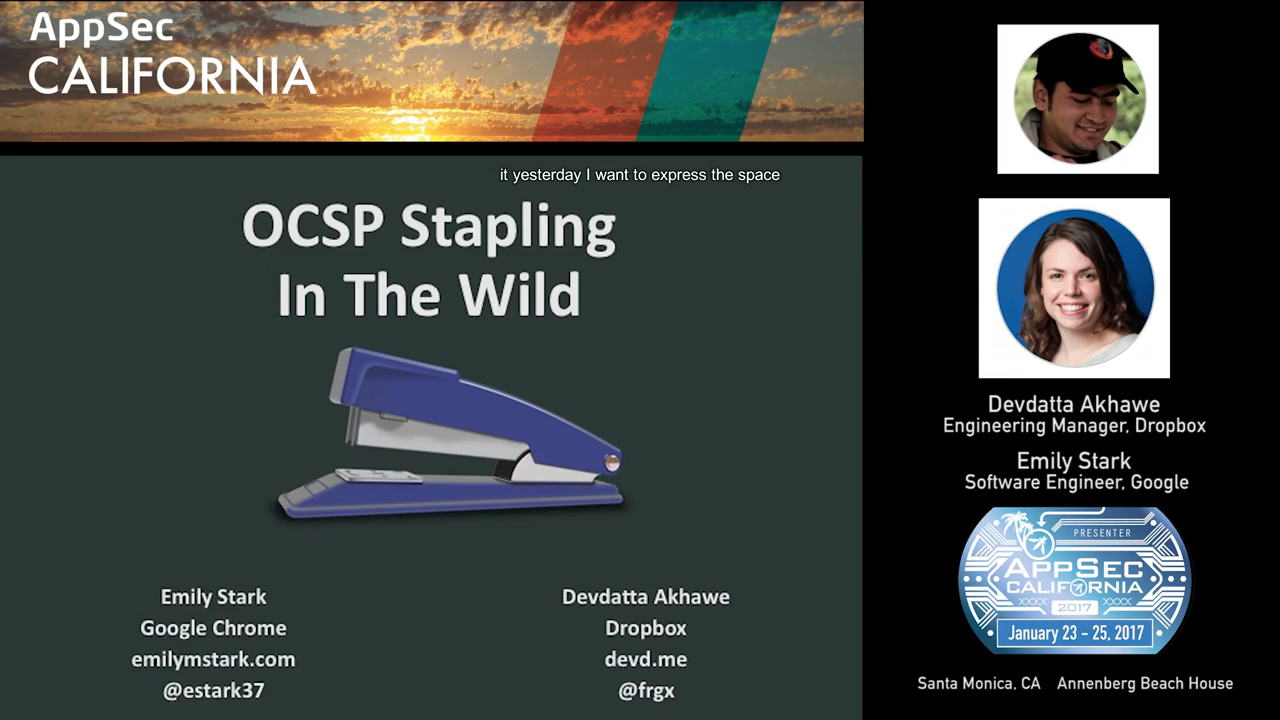 AppSec
CALIFORNIA
it yesterday I want to express the space
OCSP Stapling
In The Wild
Emily Stark
Google Chrome
emilymstark.com
@estark37
Devdatta Akhawe
Dropbox
devd.me
@frgx
Devdatta Akhawe
Engineering Manager, Dropbox
Emily Stark
Software Engineer, Google
PRESENTER
APPSEC
CALIFORNIA
2017
January 23 - 25, 2017
Santa Monica, CA Annenberg Beach House